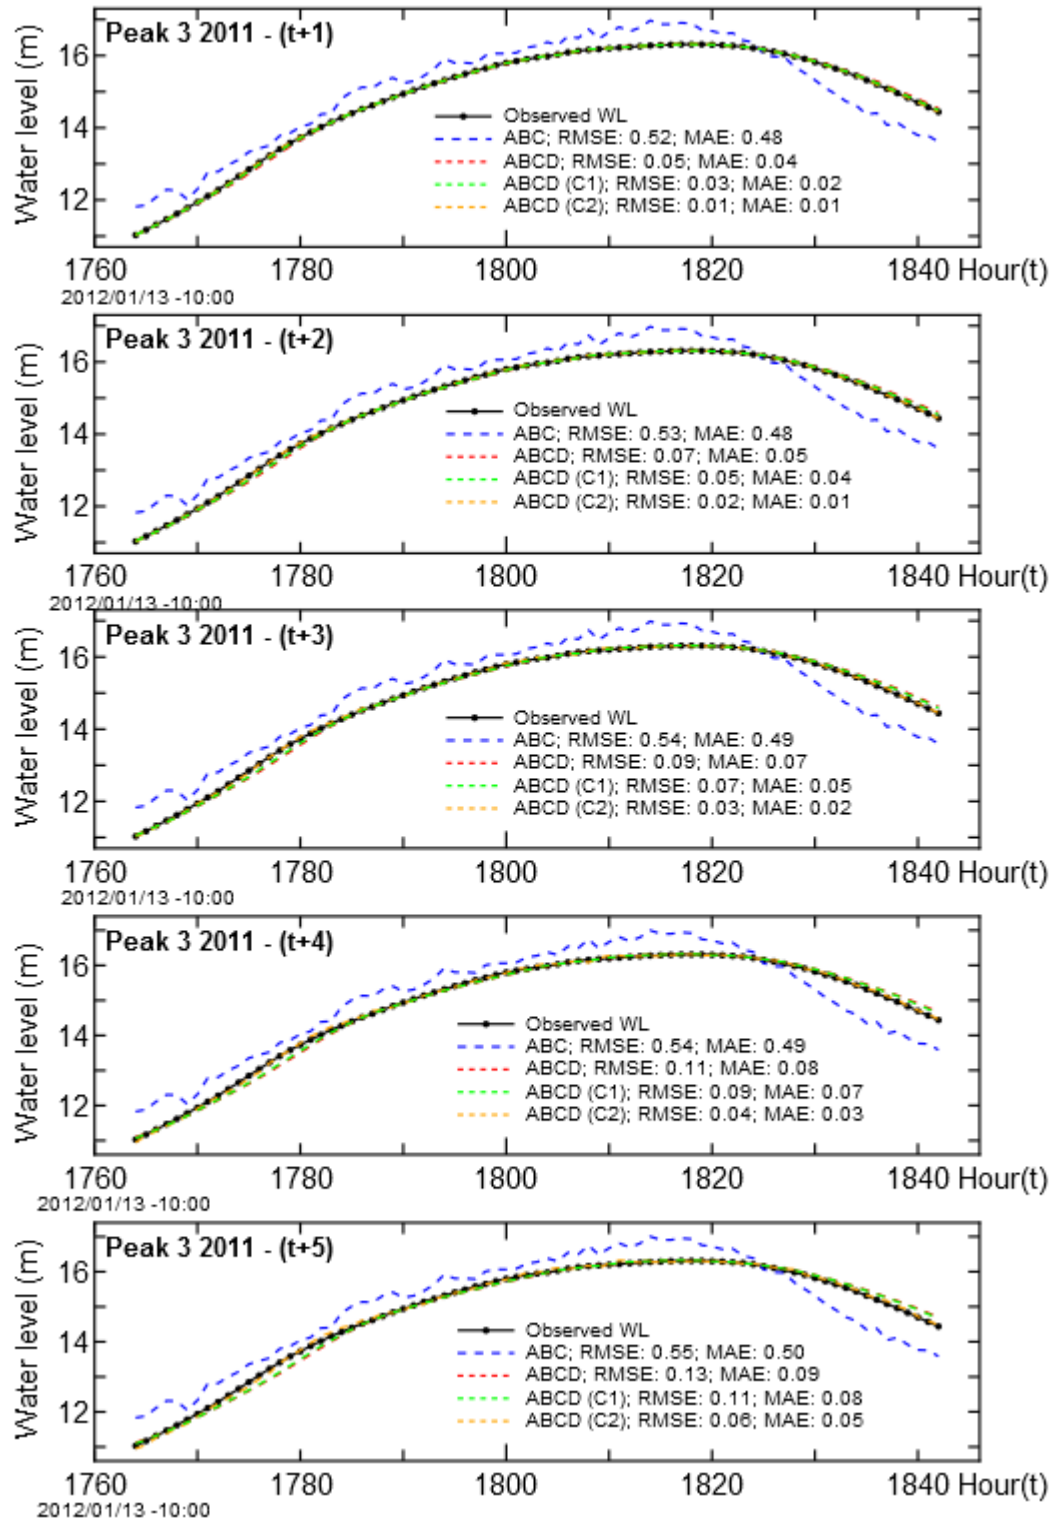 Peak 3 2011 - (t+1)
Water level (m)
16
14
12
Observed WL
ABC; RMSE: 0.52; MAE: 0.48
ABCD; RMSE: 0.05; MAE: 0.04
ABCD (C1); RMSE: 0.03; MAE: 0.02
ABCD (C2); RMSE: 0.01; MAE: 0.01
1760 1780 1800 1820 1840 Hour(t)
2012/01/13 -10:00
Peak 3 2011 - (t+2)
Water level (m)
16
14
12
Observed WL
ABC; RMSE: 0.53; MAE: 0.48
ABCD; RMSE: 0.07; MAE: 0.05
ABCD (C1); RMSE: 0.05; MAE: 0.04
ABCD (C2); RMSE: 0.02; MAE: 0.01
1760 1780 1800 1820 1840 Hour(t)
2012/01/13 -10:00
Peak 3 2011 - (t+3)
Water level (m)
16
14
12
Observed WL
ABC; RMSE: 0.54; MAE: 0.49
ABCD; RMSE: 0.09; MAE: 0.07
ABCD (C1); RMSE: 0.07; MAE: 0.05
ABCD (C2); RMSE: 0.03; MAE: 0.02
1760 1780 1800 1820 1840 Hour(t)
2012/01/13 -10:00
Peak 3 2011 - (t+4)
Water level (m)
16
14
12
Observed WL
ABC; RMSE: 0.54; MAE: 0.49
ABCD; RMSE: 0.11; MAE: 0.08
ABCD (C1); RMSE: 0.09; MAE: 0.07
ABCD (C2); RMSE: 0.04; MAE: 0.03
1760 1780 1800 1820 1840 Hour(t)
2012/01/13 -10:00
Peak 3 2011 - (t+5)
Water level (m)
16
14
12
Observed WL
ABC; RMSE: 0.55; MAE: 0.50
ABCD; RMSE: 0.13; MAE: 0.09
ABCD (C1); RMSE: 0.11; MAE: 0.08
ABCD (C2); RMSE: 0.06; MAE: 0.05
1760 1780 1800 1820 1840 Hour(t)
2012/01/13 -10:00